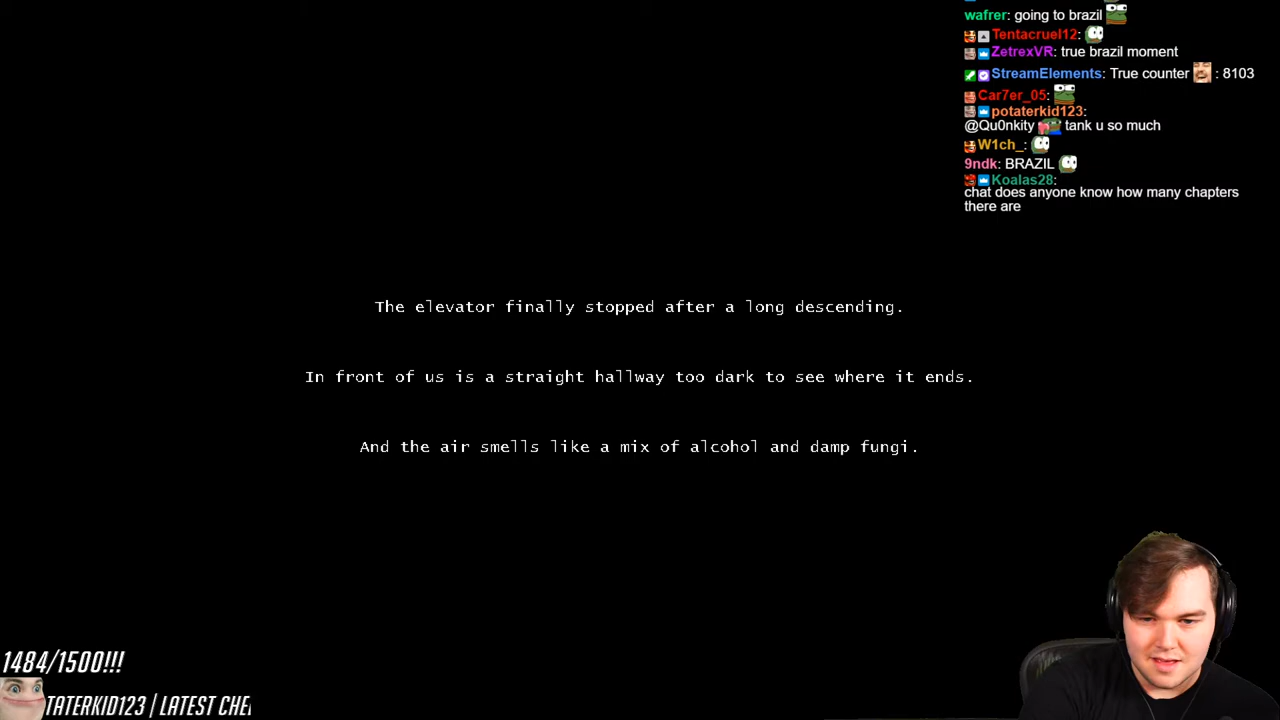 wafrer: going to brazil
Tentacruel12:
ZetrexVR: true brazil moment
StreamElements: True counter : 8103
Car7er_05:
potaterkid123:
@Qu0nkity tank u so much
W1ch_:
9ndk: BRAZIL
Koalas28:
chat does anyone know how many chapters
there are
The elevator finally stopped after a long descending.
In front of us is a straight hallway too dark to see where it ends.
And the air smells like a mix of alcohol and damp fungi.
1484/1500!!!
TATERKID123 | LATEST CHE